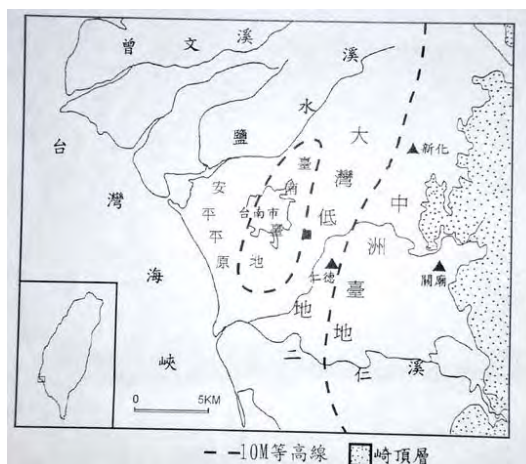 曾文溪
鹽水溪
台灣海峽
安平平原
臺南臺地
台南市
大灣低地
中洲臺地
新化
仁德
關廟
二仁溪
0 5KM
10M等高線 崎頂層